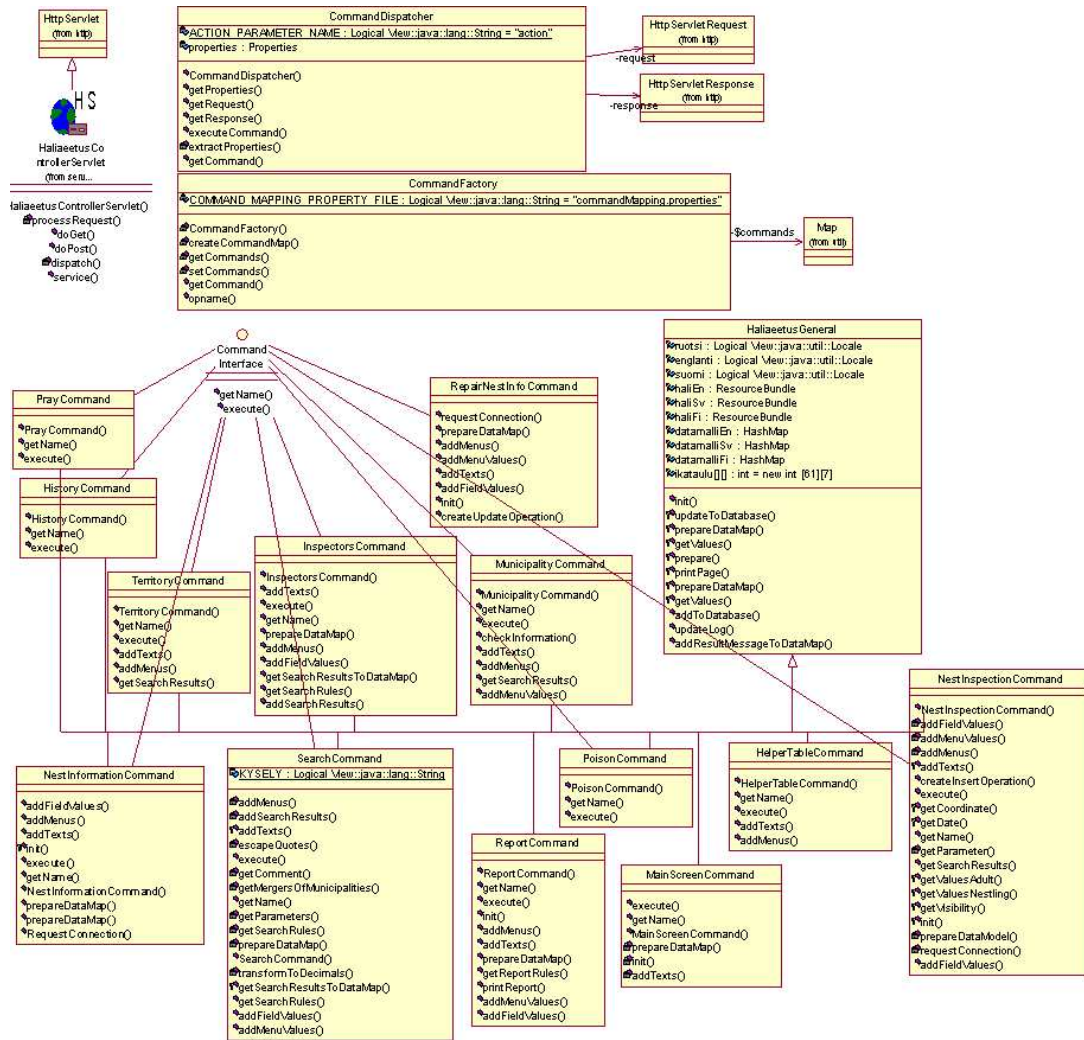 HttpServlet
(from http)
H S
HaliaeetusCo
ntrollerServlet
(from seru...
HaliaeetusControllerServlet()
processRequest()
doGet()
doPost()
dispatch()
service()
CommandDispatcher
ACTION_PARAMETER_NAME : Logical View::java::lang::String = "action"
properties : Properties
CommandDispatcher()
getProperties()
getRequest()
getResponse()
executeCommand()
extractProperties()
getCommand()
HttpServletRequest
(from http)
-request
HttpServletResponse
(from http)
-response
CommandFactory
COMMAND_MAPPING_PROPERTY_FILE : Logical View::java::lang::String = "commandMapping.properties"
CommandFactory()
createCommandMap()
getCommands()
setCommands()
getCommand()
opname()
-$commands
Map
(from util)
Command
Interface
getName()
execute()
PrayCommand
PrayCommand()
getName()
execute()
HistoryCommand
HistoryCommand()
getName()
execute()
TerritoryCommand
TerritoryCommand()
getName()
execute()
addTexts()
addMenus()
getSearchResults()
InspectorsCommand
InspectorsCommand()
addTexts()
execute()
getName()
prepareDataMap()
addMenus()
addFieldValues()
getSearchResultsToDataMap()
getSearchRules()
addSearchResults()
RepairNestInfoCommand
requestConnection()
prepareDataMap()
addMenus()
addMenuValues()
addTexts()
addFieldValues()
init()
createUpdateOperation()
MunicipalityCommand
MunicipalityCommand()
getName()
execute()
checkInformation()
addTexts()
addMenus()
getSearchResults()
addMenuValues()
HaliaeetusGeneral
ruotsi : Logical View::java::util::Locale
englanti : Logical View::java::util::Locale
suomi : Logical View::java::util::Locale
haliEn : ResourceBundle
haliSv : ResourceBundle
haliFi : ResourceBundle
datamalliEn : HashMap
datamalliSv : HashMap
datamalliFi : HashMap
ikataulu[][] : int = new int [61][7]
init()
updateToDatabase()
prepareDataMap()
getValues()
prepare()
printPage()
prepareDataMap()
getValues()
addToDatabase()
updateLog()
addResultMessageToDataMap()
NestInspectionCommand
NestInspectionCommand()
addFieldValues()
addMenuValues()
addMenus()
addTexts()
createInsertOperation()
execute()
getCoordinate()
getDate()
getName()
getParameter()
getSearchResults()
getValuesAdult()
getValuesNestling()
getVisibility()
init()
prepareDataModel()
requestConnection()
addFieldValues()
NestInformationCommand
addFieldValues()
addMenus()
addTexts()
init()
execute()
getName()
NestInformationCommand()
prepareDataMap()
prepareDataMap()
RequestConnection()
SearchCommand
KYSELY : Logical View::java::lang::String
addMenus()
addSearchResults()
addTexts()
escapeQuotes()
execute()
getComment()
getMergersOfMunicipalities()
getName()
getParameters()
getSearchRules()
prepareDataMap()
SearchCommand()
transformToDecimals()
getSearchResultsToDataMap()
getSearchRules()
addFieldValues()
addMenuValues()
ReportCommand
ReportCommand()
getName()
execute()
init()
addMenus()
addTexts()
prepareDataMap()
getReportRules()
printReport()
addMenuValues()
addFieldValues()
PoisonCommand
PoisonCommand()
getName()
execute()
MainScreenCommand
execute()
getName()
MainScreenCommand()
prepareDataMap()
init()
addTexts()
HelperTableCommand
HelperTableCommand()
getName()
execute()
addTexts()
addMenus()